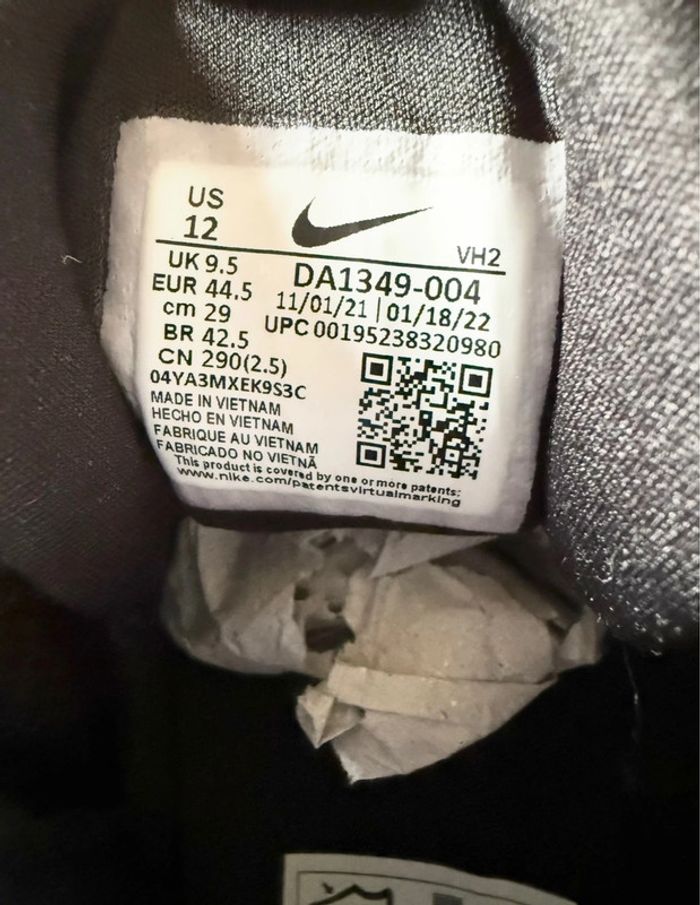 US
12
VH2
UK 9.5
EUR 44.5
cm 29
BR 42.5
CN 290(2.5)
DA1349-004
11/01/21 | 01/18/22
UPC 00195238320980
04YA3MXEK9S3C
MADE IN VIETNAM
HECHO EN VIETNAM
FABRIQUE AU VIETNAM
FABRICADO NO VIETNÃ
This product is covered by one or more patents:
www.nike.com/patentsvirtualmarking